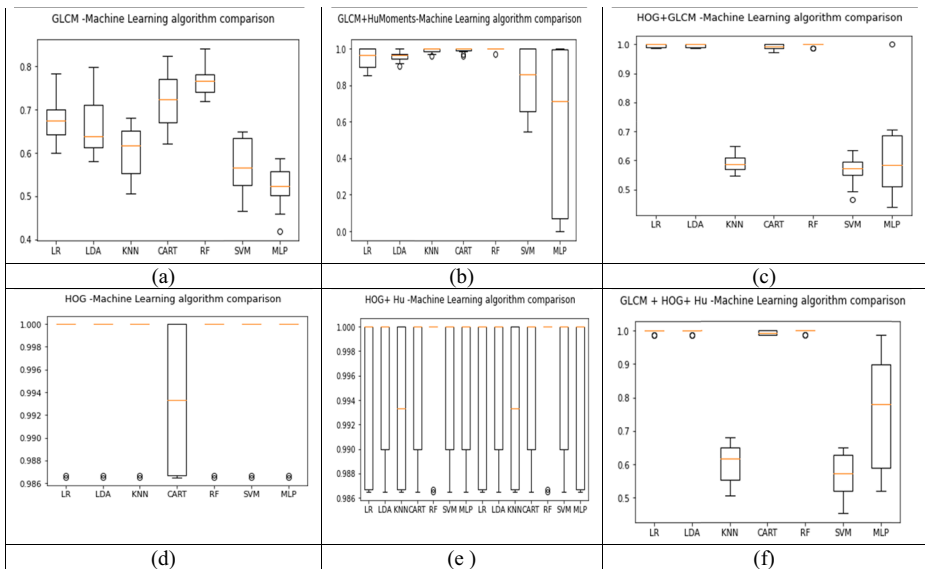 GLCM -Machine Learning algorithm comparison
0.8
0.7
0.6
0.5
0.4
LR LDA KNN CART RF SVM MLP
(a)
GLCM+HuMoments-Machine Learning algorithm comparison
1.0
0.8
0.6
0.4
0.2
0.0
LR LDA KNN CART RF SVM MLP
(b)
HOG+GLCM -Machine Learning algorithm comparison
1.0
0.9
0.8
0.7
0.6
0.5
LR LDA KNN CART RF SVM MLP
(c)
HOG -Machine Learning algorithm comparison
1.000
0.998
0.996
0.994
0.992
0.990
0.988
0.986
LR LDA KNN CART RF SVM MLP
(d)
HOG+ Hu -Machine Learning algorithm comparison
1.000
0.998
0.996
0.994
0.992
0.990
0.988
0.986
LR LDA KNNCART RF SVM MLP LR LDA KNNCART RF SVM MLP
(e )
GLCM + HOG+ Hu -Machine Learning algorithm comparison
1.0
0.9
0.8
0.7
0.6
0.5
LR LDA KNN CART RF SVM MLP
(f)